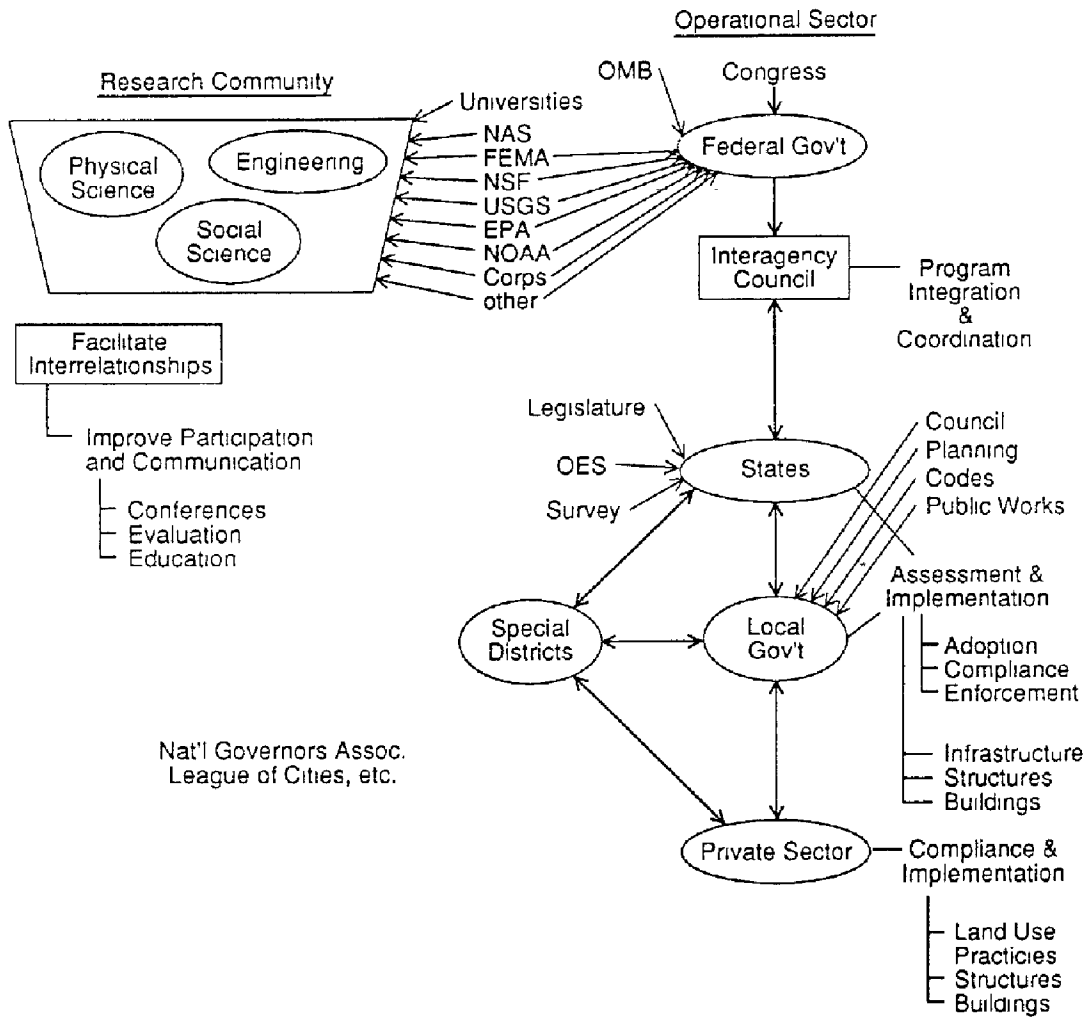 Operational Sector
Research Community
OMB
Congress
Universities
NAS
FEMA
NSF
USGS
EPA
NOAA
Corps
other
Physical
Science
Engineering
Social
Science
Federal Gov't
Interagency
Council
Program
Integration
&
Coordination
Facilitate
Interrelationships
Improve Participation
and Communication
Conferences
Evaluation
Education
Legislature
OES
Survey
States
Council
Planning
Codes
Public Works
Assessment &
Implementation
Adoption
Compliance
Enforcement
Infrastructure
Structures
Buildings
Special
Districts
Local
Gov't
Nat'l Governors Assoc.
League of Cities, etc.
Private Sector
Compliance &
Implementation
Land Use
Practicies
Structures
Buildings